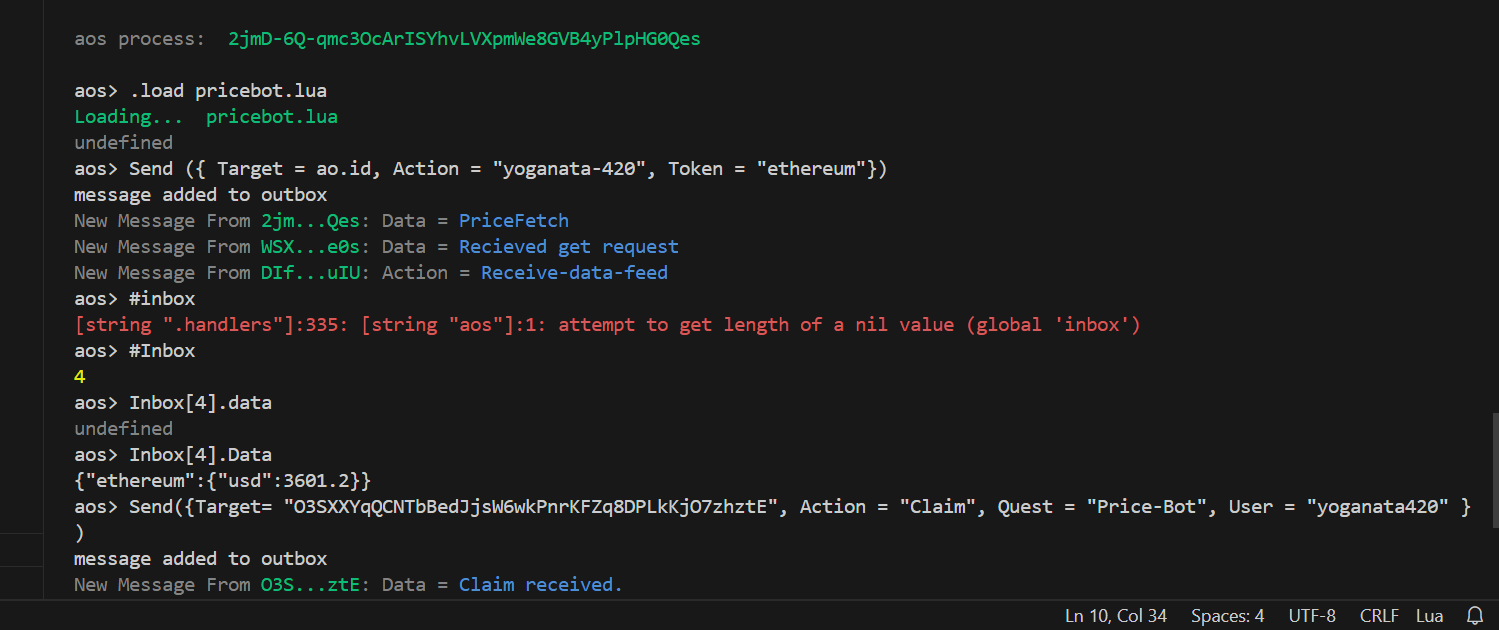 aos process:  2jmD-6Q-qmc3OcArISYhvLVXpmWe8GVB4yPlpHG0Qes
aos> .load pricebot.lua
Loading...  pricebot.lua
undefined
aos> Send ({ Target = ao.id, Action = "yoganata-420", Token = "ethereum"})
message added to outbox
New Message From 2jm...Qes: Data = PriceFetch
New Message From WSX...e0s: Data = Recieved get request
New Message From DIf...uIU: Action = Receive-data-feed
aos> #inbox
[string ".handlers"]:335: [string "aos"]:1: attempt to get length of a nil value (global 'inbox')
aos> #Inbox
4
aos> Inbox[4].data
undefined
aos> Inbox[4].Data
{"ethereum":{"usd":3601.2}}
aos> Send({Target= "O3SXXYqQCNTbBedJjsW6wkPnrKFZq8DPLkKjO7zhztE", Action = "Claim", Quest = "Price-Bot", User = "yoganata420" }
)
message added to outbox
New Message From O3S...ztE: Data = Claim received.
Ln 10, Col 34 Spaces: 4 UTF-8 CRLF Lua